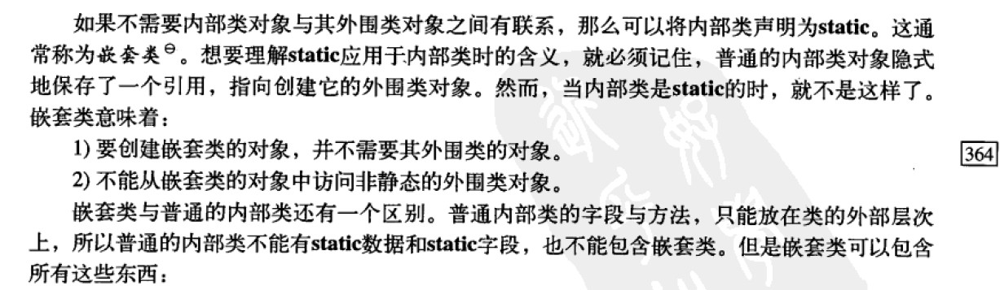 如果不需要内部类对象与其外围类对象之间有联系，那么可以将内部类声明为static。这通
常称为嵌套类⊖。想要理解static应用于内部类时的含义，就必须记住，普通的内部类对象隐式
地保存了一个引用，指向创建它的外围类对象。然而，当内部类是static的时，就不是这样了。
嵌套类意味着：
1) 要创建嵌套类的对象，并不需要其外围类的对象。
364
2) 不能从嵌套类的对象中访问非静态的外围类对象。
嵌套类与普通的内部类还有一个区别。普通内部类的字段与方法，只能放在类的外部层次
上，所以普通的内部类不能有static数据和static字段，也不能包含嵌套类。但是嵌套类可以包含
所有这些东西：